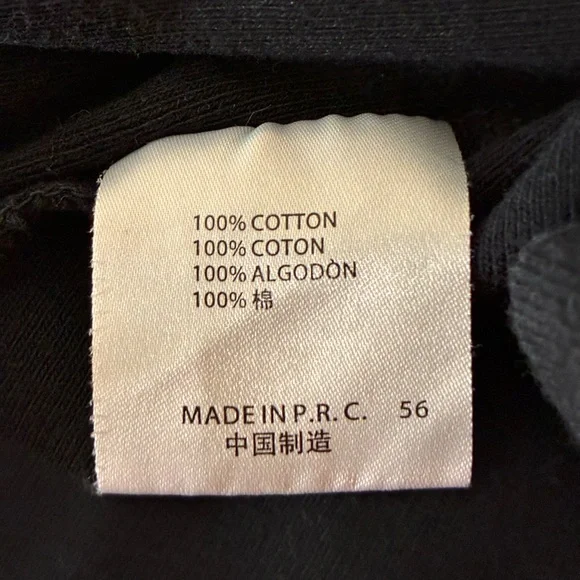 100% COTTON
100% COTON
100% ALGODÒN
100% 棉
MADE IN P.R.C. 56
中国制造